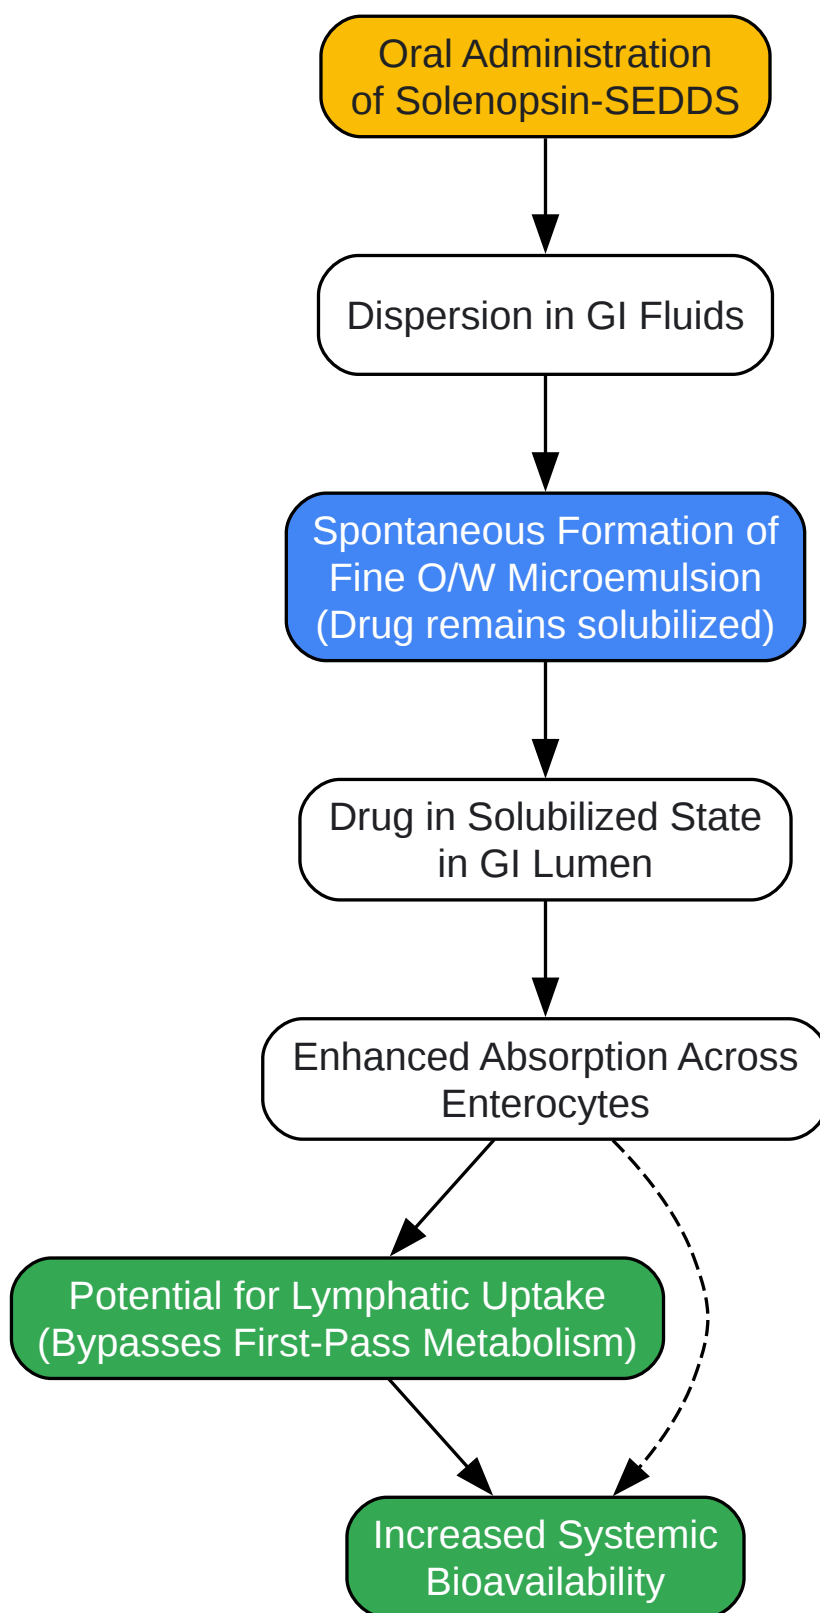 Oral Administration
of Solenopsin-SEDDS
Dispersion in GI Fluids
Spontaneous Formation of
Fine O/W Microemulsion
(Drug remains solubilized)
Drug in Solubilized State
in GI Lumen
Enhanced Absorption Across
Enterocytes
Potential for Lymphatic Uptake
(Bypasses First-Pass Metabolism)
Increased Systemic
Bioavailability